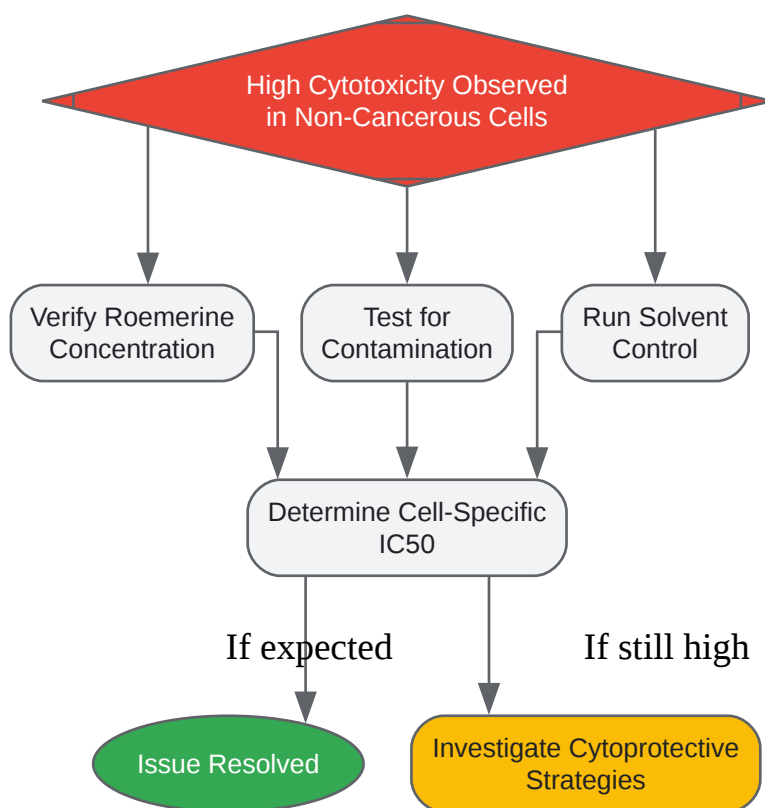 High Cytotoxicity Observed
in Non-Cancerous Cells
Verify Roemerine
Concentration
Test for
Contamination
Run Solvent
Control
Determine Cell-Specific
IC50
If expected
If still high
Issue Resolved
Investigate Cytoprotective
Strategies